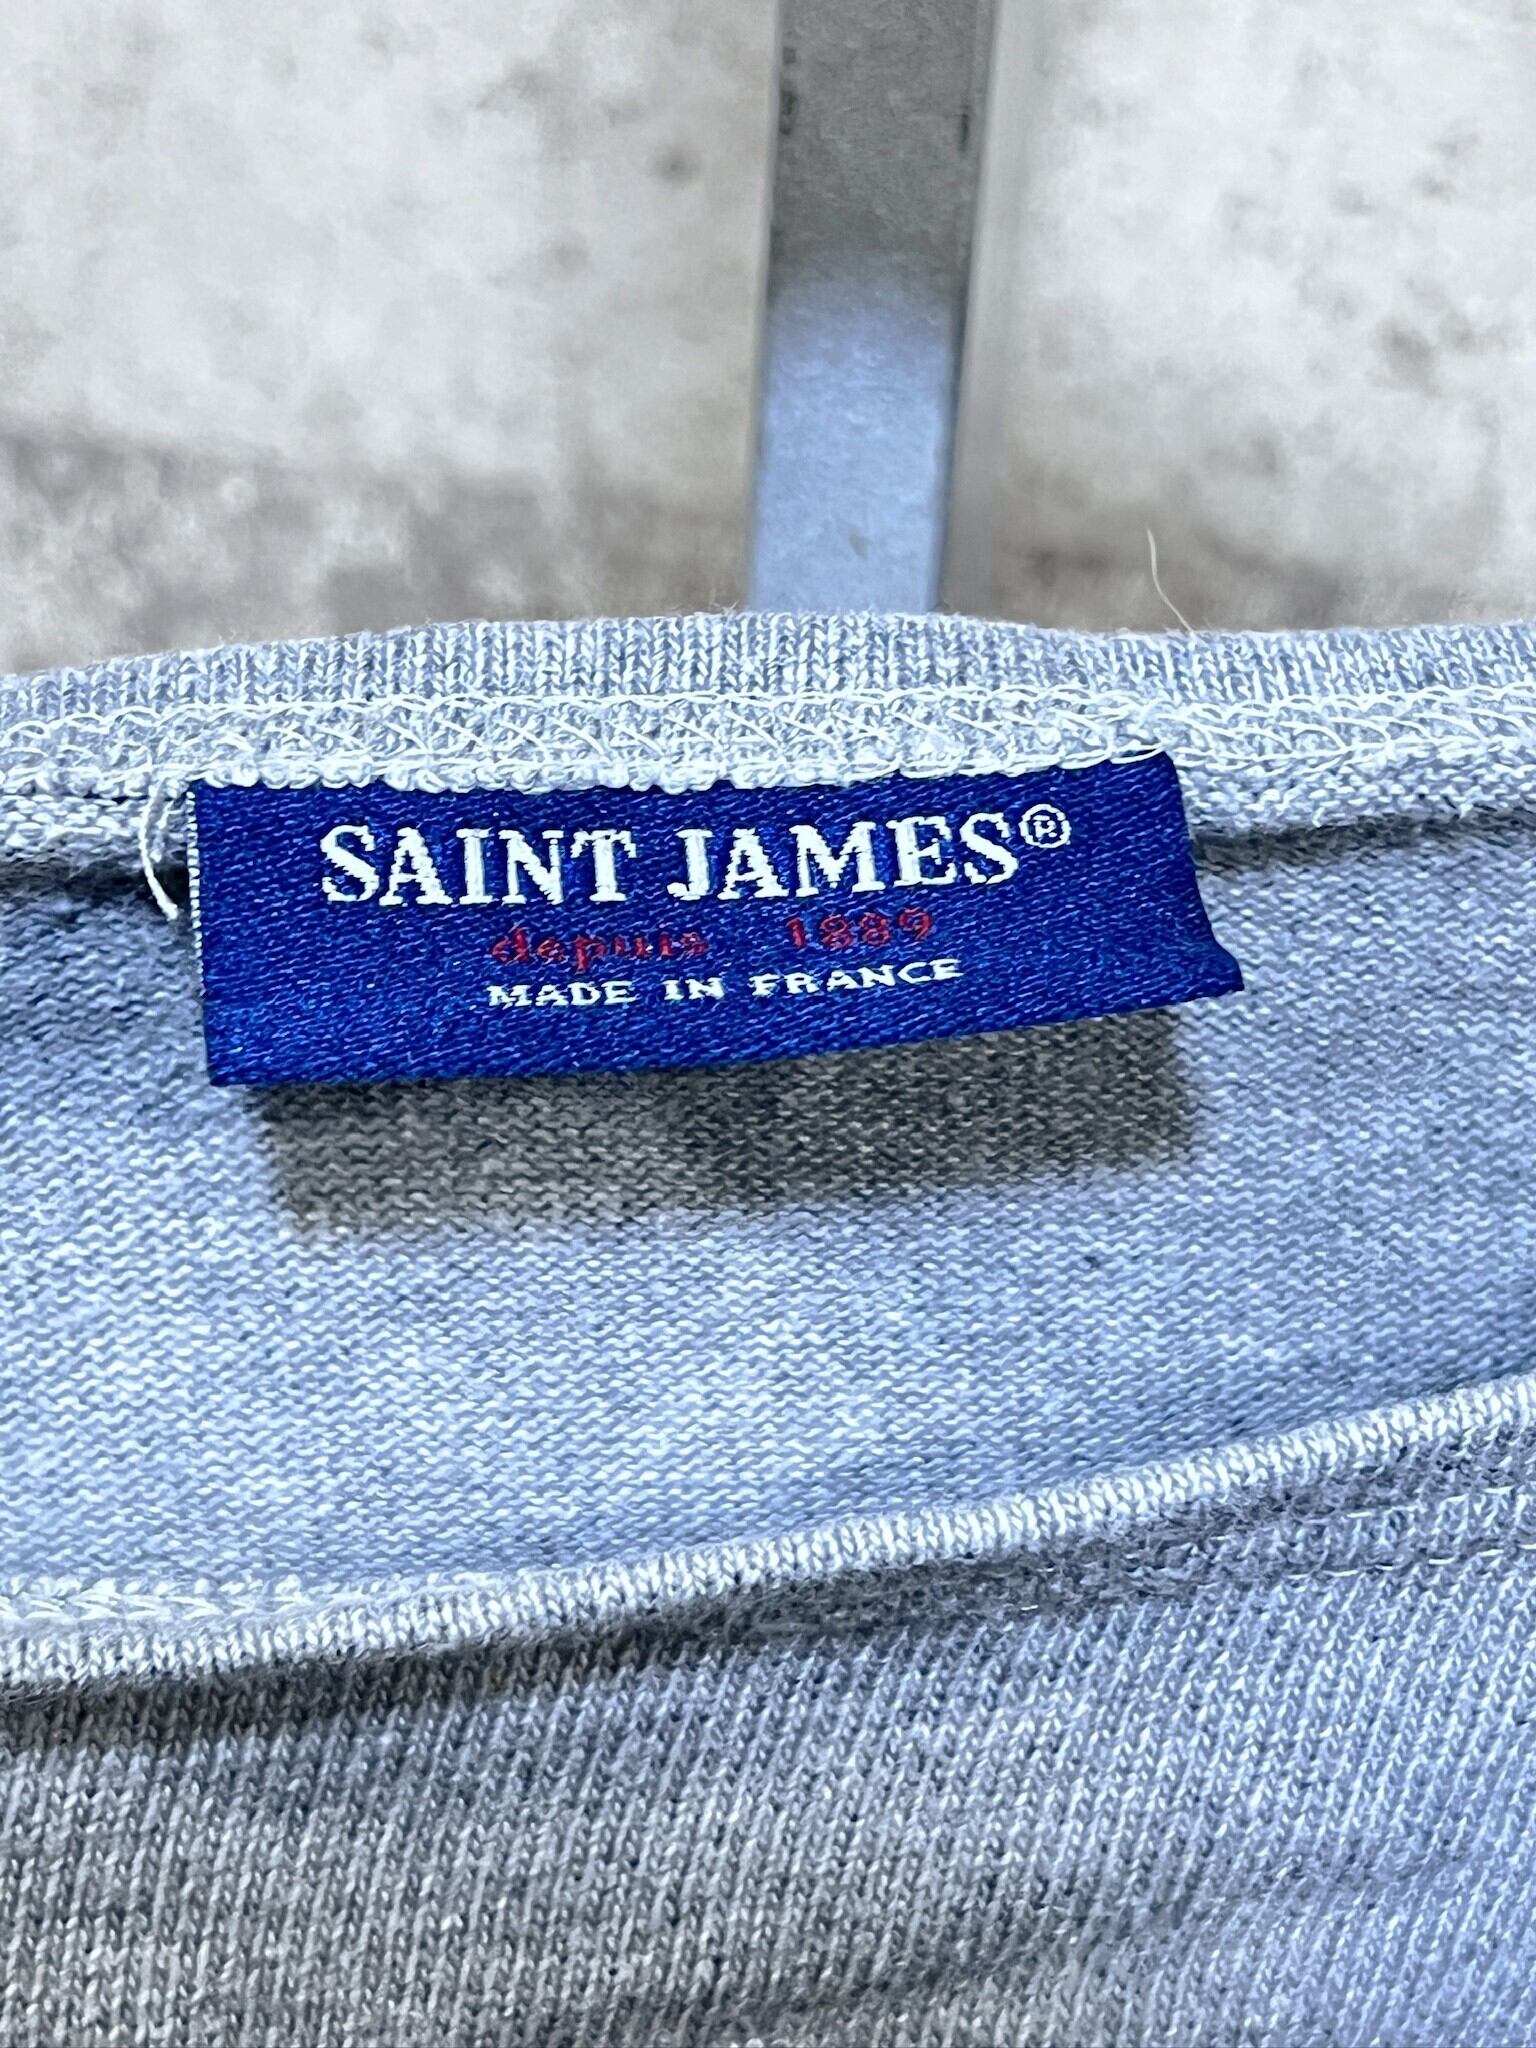 SAINT JAMES®
depuis 1889
MADE IN FRANCE